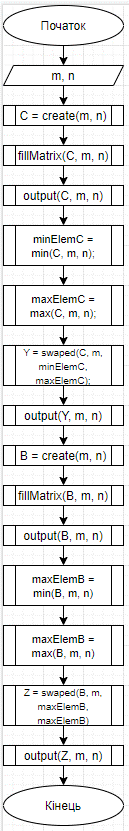 Початок
m, n
C = create(m, n)
fillMatrix(C, m, n)
output(C, m, n)
minElemC =
min(C, m, n);
maxElemC =
max(C, m, n);
Y = swaped(C, m,
minElemC,
maxElemC);
output(Y, m, n)
B = create(m, n)
fillMatrix(B, m, n)
output(B, m, n)
maxElemB =
min(B, m, n)
maxElemB =
max(B, m, n)
Z = swaped(B, m,
maxElemB,
maxElemB)
output(Z, m, n)
Кінець